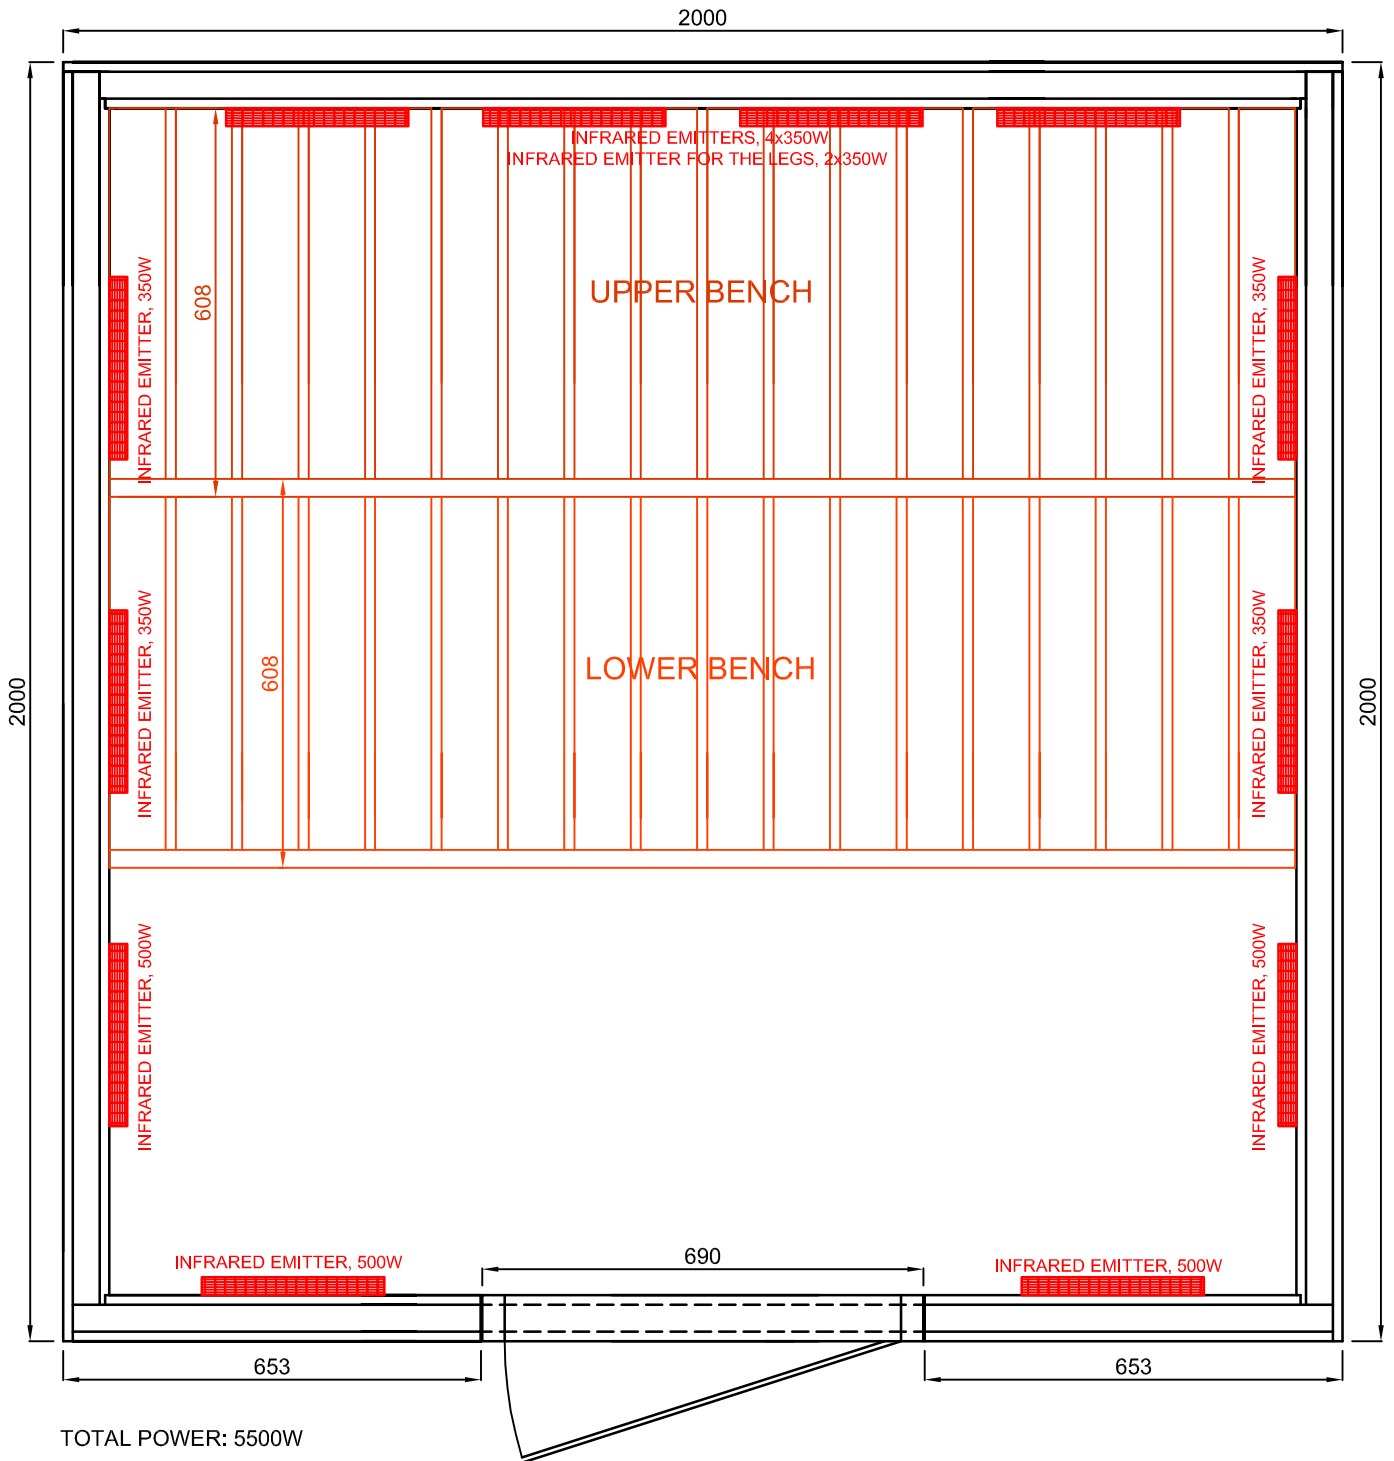 2000
INFRARED EMITTERS, 4x350W
INFRARED EMITTER FOR THE LEGS, 2x350W
INFRARED EMITTER, 350W
608
UPPER BENCH
INFRARED EMITTER, 350W
INFRARED EMITTER, 350W
608
LOWER BENCH
INFRARED EMITTER, 350W
2000
2000
INFRARED EMITTER, 500W
INFRARED EMITTER, 500W
INFRARED EMITTER, 500W
690
INFRARED EMITTER, 500W
653
653
TOTAL POWER: 5500W